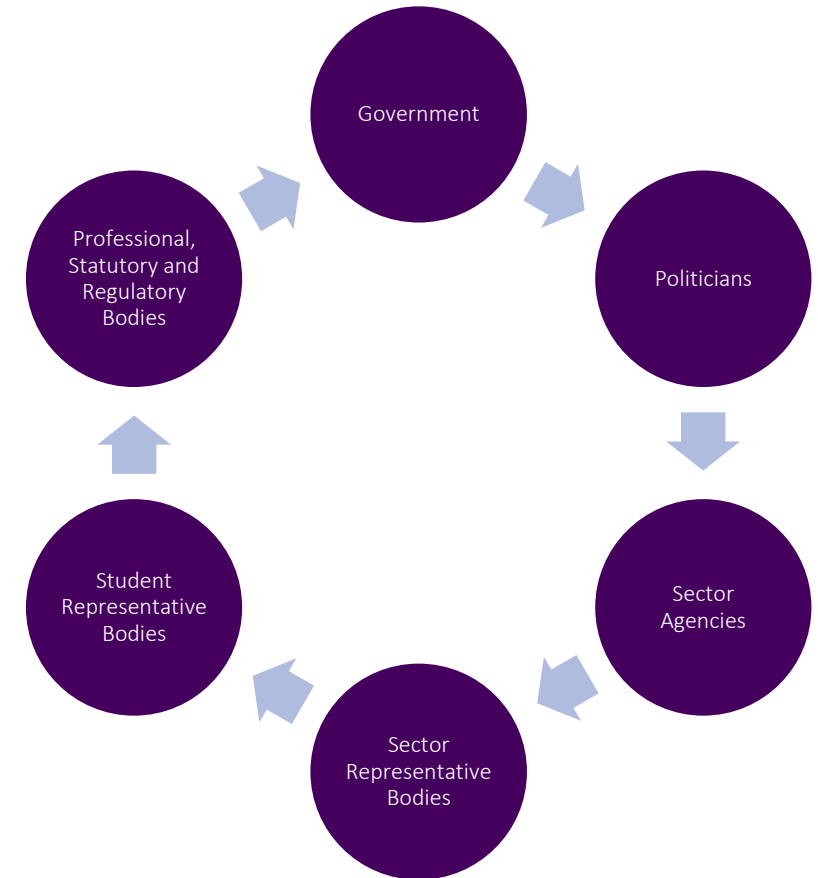 Government
Politicians
Sector
Agencies
Sector
Representative
Bodies
Student
Representative
Bodies
Professional,
Statutory and
Regulatory
Bodies